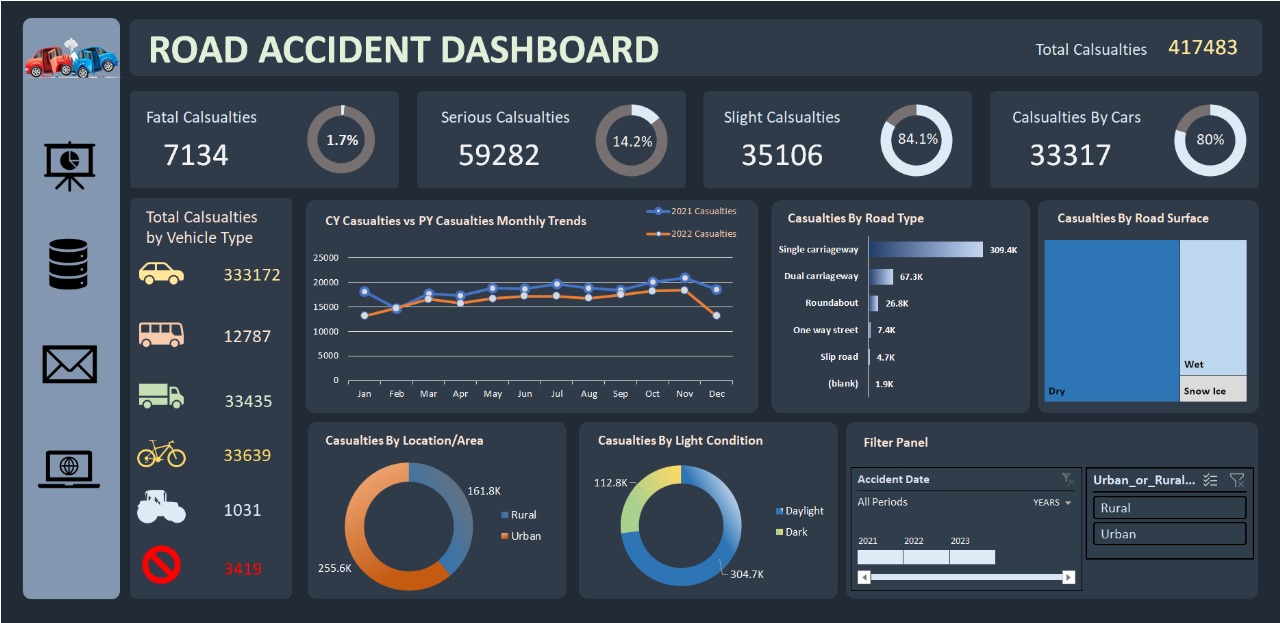 ROAD ACCIDENT DASHBOARD
Total Calsualties 417483
Fatal Calsualties
7134
1.7%
Serious Calsualties
59282
14.2%
Slight Calsualties
35106
84.1%
Calsualties By Cars
33317
80%
Total Calsualties
by Vehicle Type
333172
12787
33435
33639
1031
3419
CY Casualties vs PY Casualties Monthly Trends
2021 Casualties
2022 Casualties
25000
20000
15000
10000
5000
0
Jan Feb Mar Apr May Jun Jul Aug Sep Oct Nov Dec
Casualties By Road Type
Single carriageway 309.4K
Dual carriageway 67.3K
Roundabout 26.8K
One way street 7.4K
Slip road 4.7K
(blank) 1.9K
Casualties By Road Surface
Dry
Wet
Snow Ice
Casualties By Location/Area
161.8K
Rural
Urban
255.6K
Casualties By Light Condition
112.8K
Daylight
Dark
304.7K
Filter Panel
Accident Date
All Periods YEARS
2021 2022 2023
Urban_or_Rural...
Rural
Urban